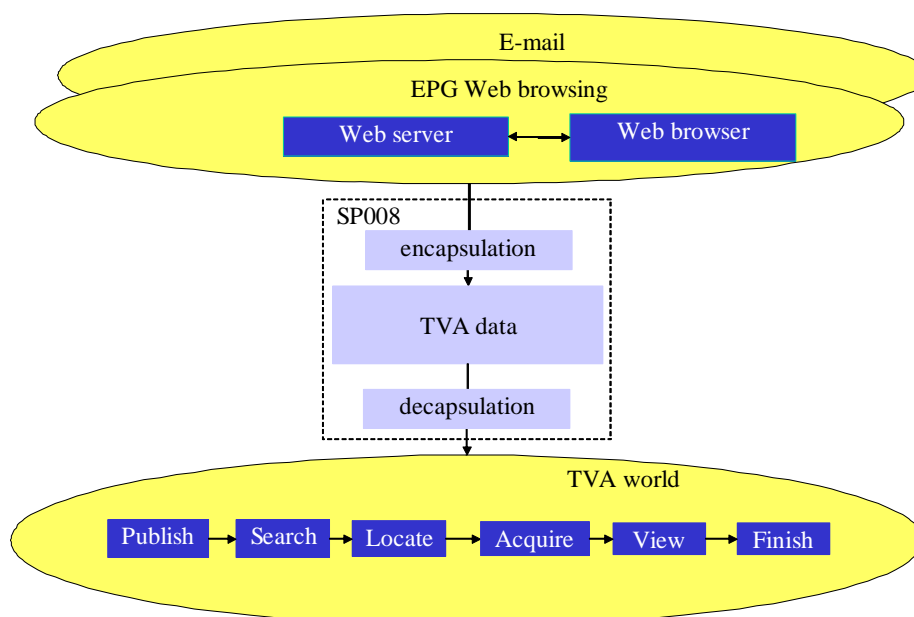 E-mail
EPG Web browsing
Web server
Web browser
SP008
encapsulation
TVA data
decapsulation
TVA world
Publish
Search
Locate
Acquire
View
Finish